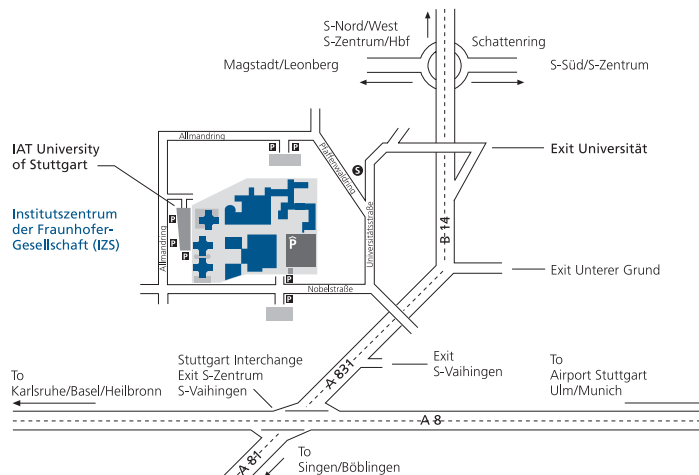 S-Nord/West
S-Zentrum/Hbf
Schattenring
Magstadt/Leonberg
S-Süd/S-Zentrum
Allmandring
P
P
P
IAT University
of Stuttgart
Pfaffenwaldring
S
Exit Universität
Institutszentrum
der Fraunhofer-
Gesellschaft (IZS)
P
P
P
P
Allmandring
Universitätsstraße
B 14
Exit Unterer Grund
P
Nobelstraße
P
Stuttgart Interchange
Exit S-Zentrum
S-Vaihingen
A 831
Exit
S-Vaihingen
To
Karlsruhe/Basel/Heilbronn
To
Airport Stuttgart
Ulm/Munich
A 8
A 81
To
Singen/Böblingen